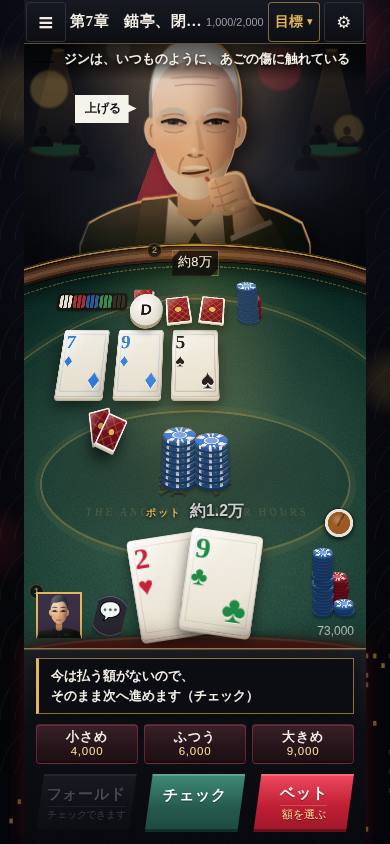 第7章 錨亭、閉… 1,000/2,000 目標▼
ジンは、いつものように、あごの傷に触れている
上げる
2
約8万
D
7
9
5
ポット 約1.2万
2
9
73,000
今は払う額がないので、
そのまま次へ進めます（チェック）
小さめ ふつう 大きめ
4,000 6,000 9,000
フォールド チェック ベット
チェックできます 額を選ぶ